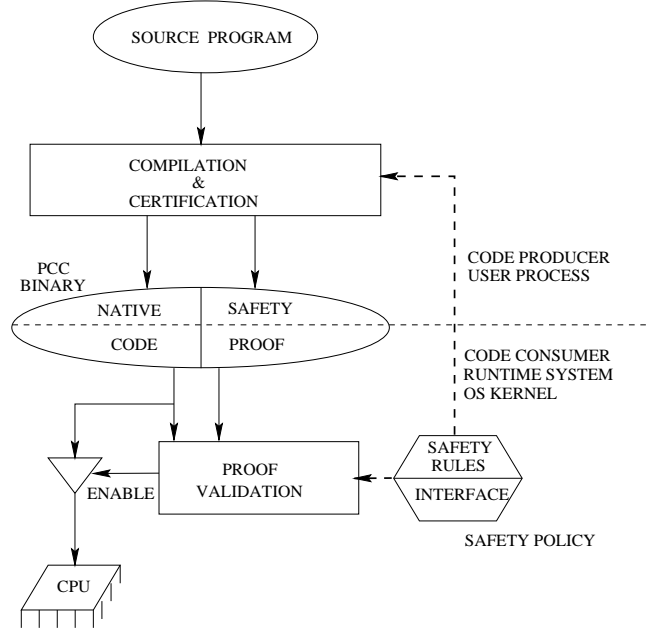 SOURCE PROGRAM
COMPILATION
&
CERTIFICATION
PCC
BINARY
CODE PRODUCER
USER PROCESS
NATIVE
SAFETY
CODE
PROOF
CODE CONSUMER
RUNTIME SYSTEM
OS KERNEL
SAFETY
RULES
INTERFACE
PROOF
VALIDATION
ENABLE
SAFETY POLICY
CPU